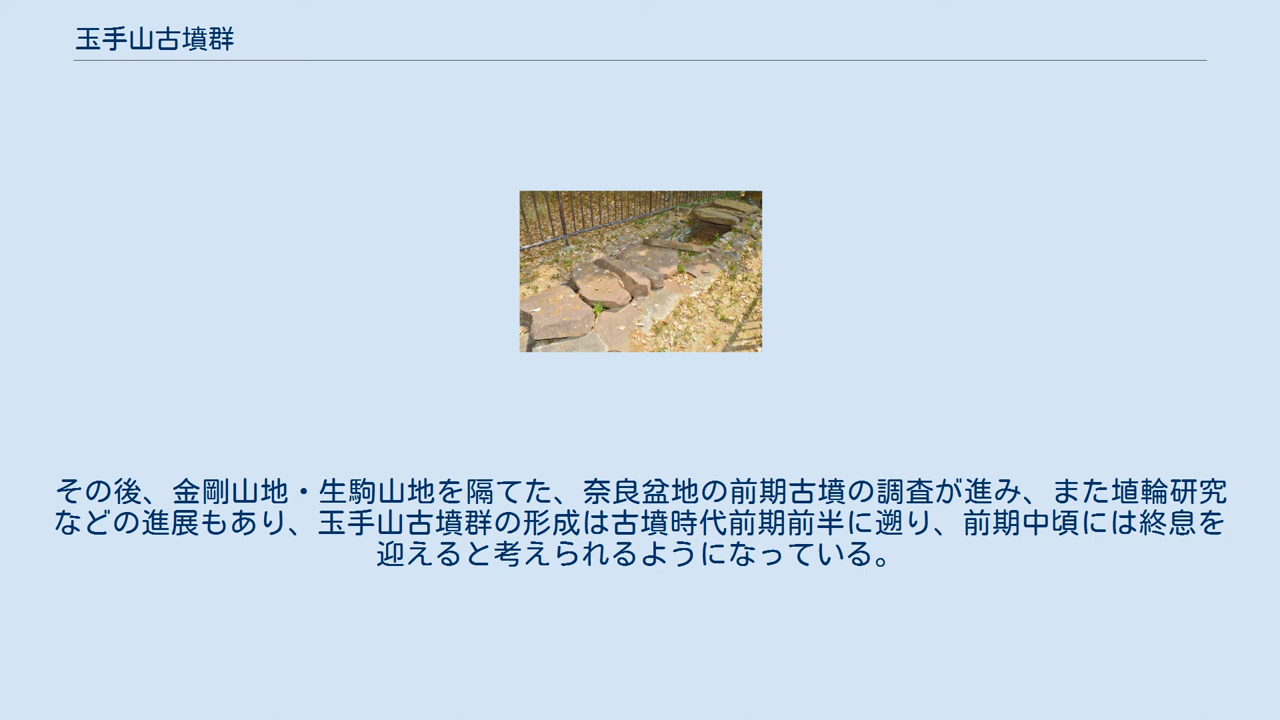 玉手山古墳群
その後、金剛山地・生駒山地を隔てた、奈良盆地の前期古墳の調査が進み、また埴輪研究
などの進展もあり、玉手山古墳群の形成は古墳時代前期前半に遡り、前期中頃には終息を
迎えると考えられるようになっている。